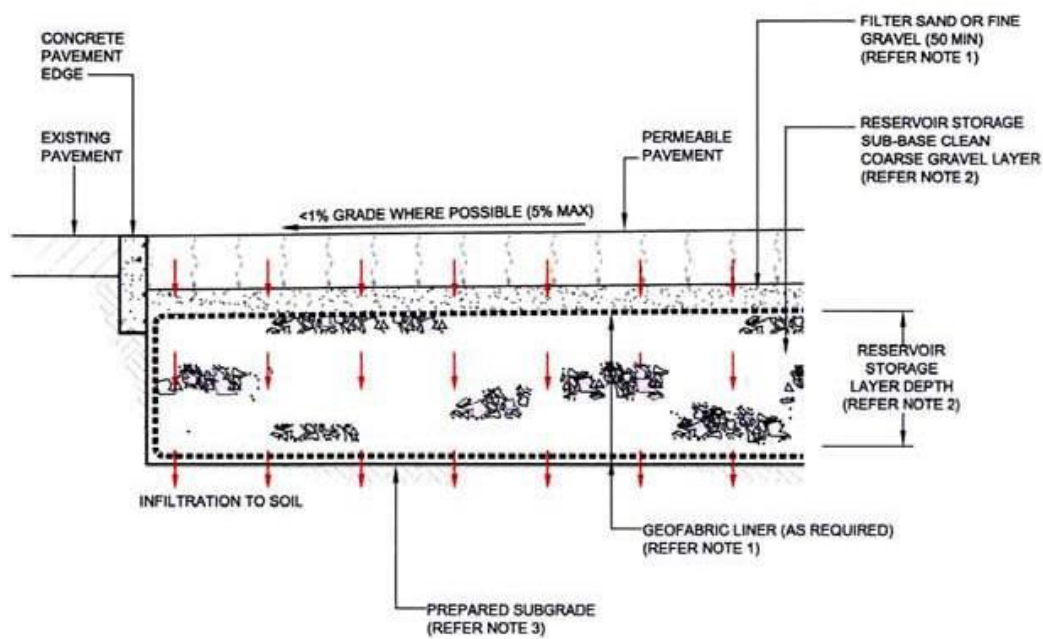 CONCRETE
PAVEMENT
EDGE
EXISTING
PAVEMENT
PERMEABLE
PAVEMENT
FILTER SAND OR FINE
GRAVEL (50 MIN)
(REFER NOTE 1)
RESERVOIR STORAGE
SUB-BASE CLEAN
COARSE GRAVEL LAYER
(REFER NOTE 2)
<1% GRADE WHERE POSSIBLE (5% MAX)
RESERVOIR
STORAGE
LAYER DEPTH
(REFER NOTE 2)
INFILTRATION TO SOIL
GEOFABRIC LINER (AS REQUIRED)
(REFER NOTE 1)
PREPARED SUBGRADE
(REFER NOTE 3)